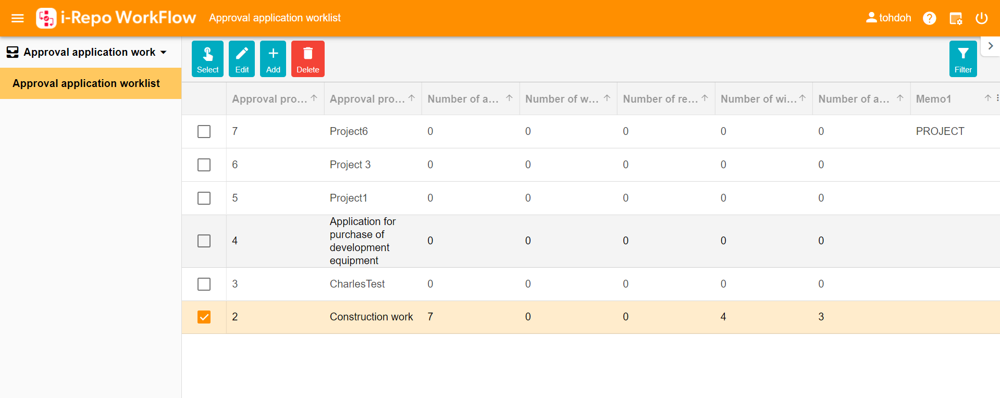 i-Repo WorkFlow Approval application worklist tohdoh ?
Approval application work
Approval application worklist
Select Edit Add Delete Filter
Approval pro... Approval pro... Number of a... Number of w... Number of re... Number of wi... Number of a... Memo1
7 Project6 0 0 0 0 0 PROJECT
6 Project 3 0 0 0 0 0
5 Project1 0 0 0 0 0
Application for
purchase of
4 0 0 0 0 0
development
equipment
3 CharlesTest 0 0 0 0 0
2 Construction work 7 0 0 4 3